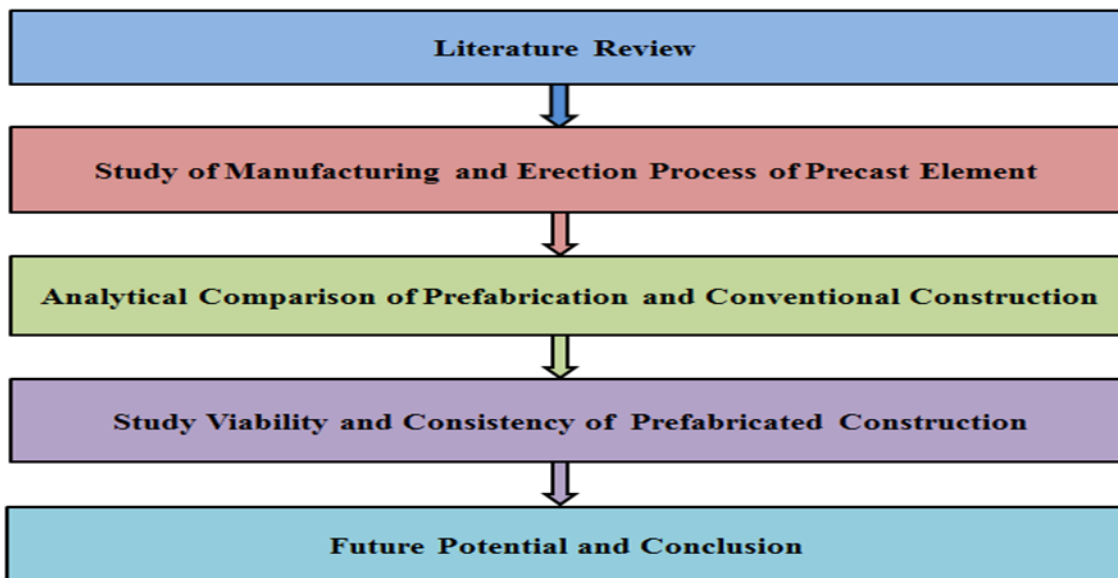 Literature Review
Study of Manufacturing and Erection Process of Precast Element
Analytical Comparison of Prefabrication and Conventional Construction
Study Viability and Consistency of Prefabricated Construction
Future Potential and Conclusion